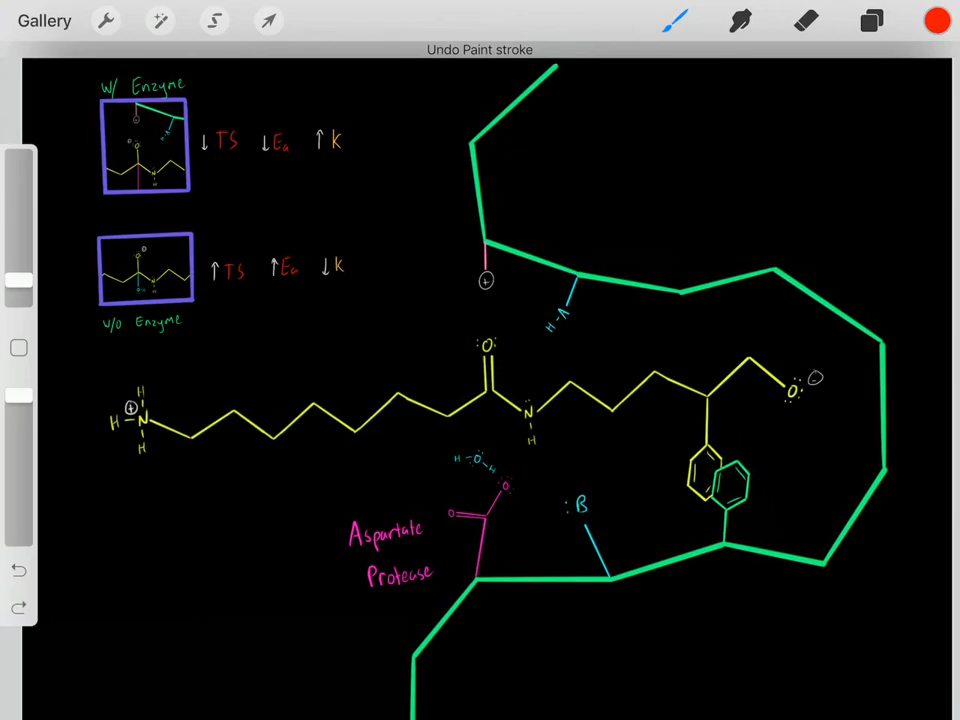 Gallery
Undo Paint stroke
W/ Enzyme
+
H-A
⊖
:O:
N
H
↓ TS ↓ Ea ↑ K
⊖
:O:
N
H
↑ TS ↑ Ea ↓ K
W/O Enzyme
+
H-A
:O:
H
+
H-N
H
N
H
:O:
-
H-O-H
O
O
:B
Aspartate
Protease